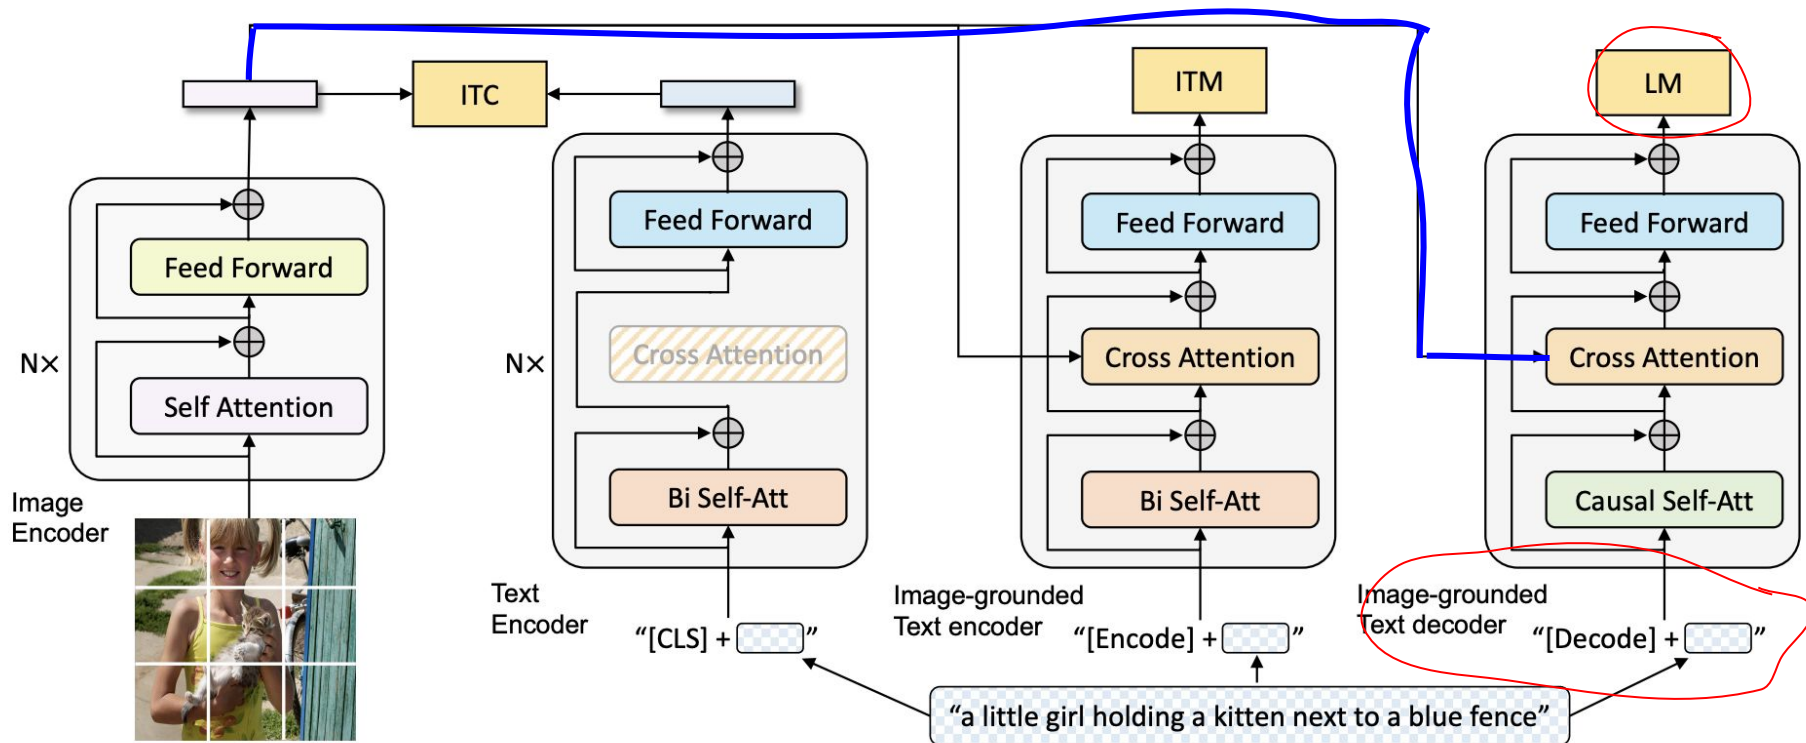 ITC
ITM
LM
Feed Forward
Self Attention
N×
Image
Encoder
Feed Forward
Cross Attention
Bi Self-Att
N×
Text
Encoder
“[CLS] + ”
Feed Forward
Cross Attention
Bi Self-Att
Image-grounded
Text encoder
“[Encode] + ”
Feed Forward
Cross Attention
Causal Self-Att
Image-grounded
Text decoder
“[Decode] + ”
“a little girl holding a kitten next to a blue fence”